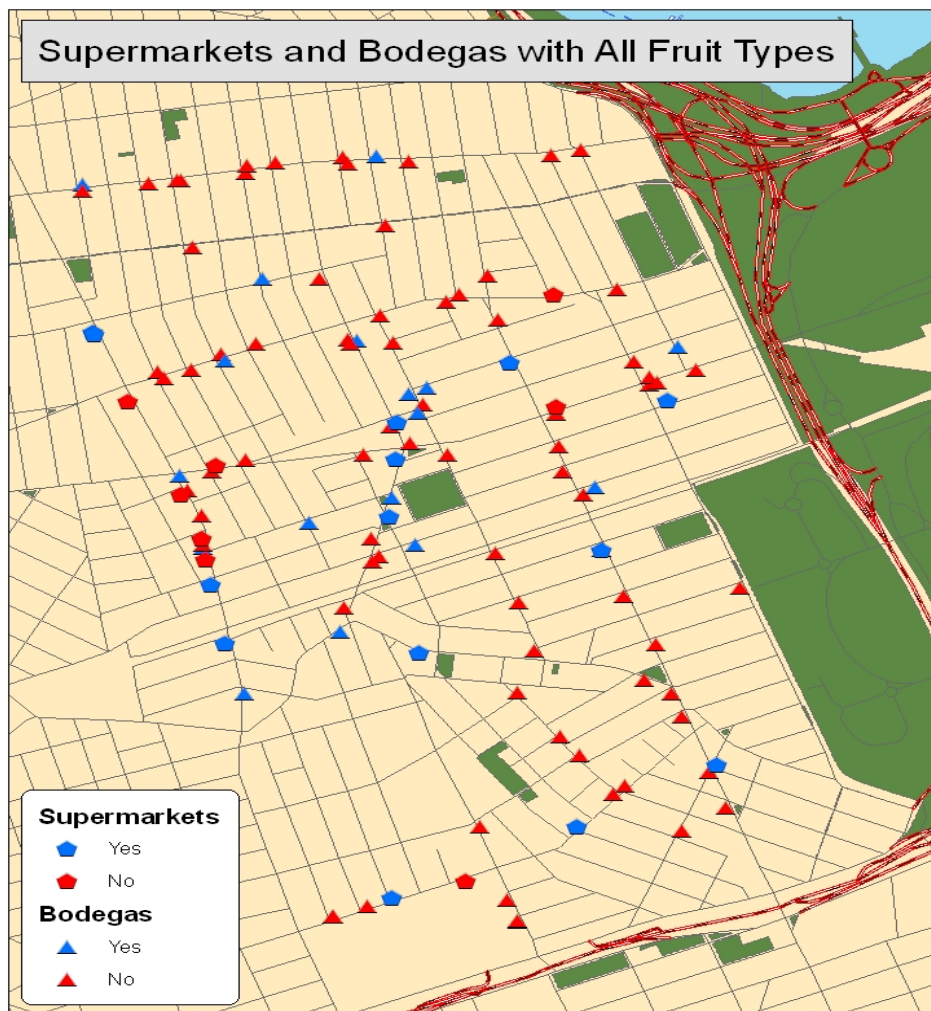 Supermarkets and Bodegas with All Fruit Types
Supermarkets
Yes
No
Bodegas
Yes
No